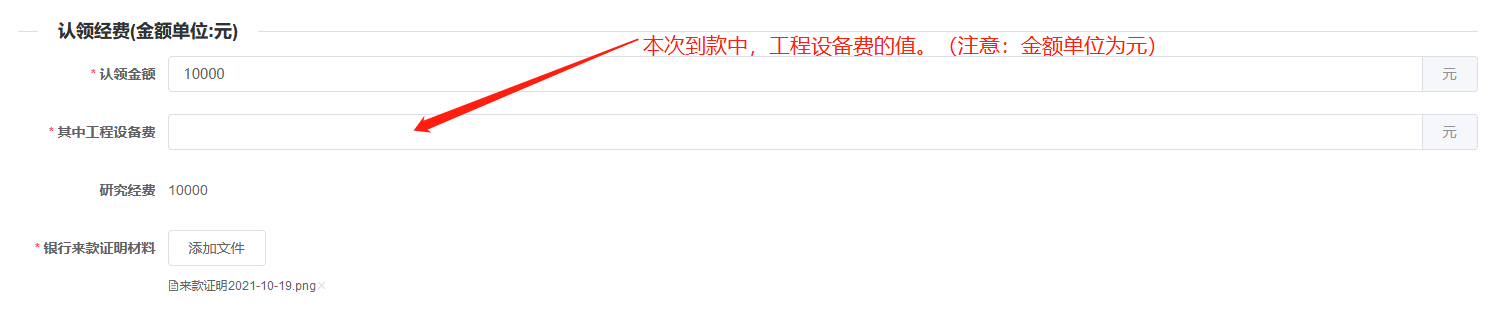 认领经费(金额单位:元)
本次到款中，工程设备费的值。（注意：金额单位为元）
* 认领金额 10000 元
* 其中工程设备费 元
研究经费 10000
* 银行来款证明材料 添加文件
来款证明2021-10-19.png×